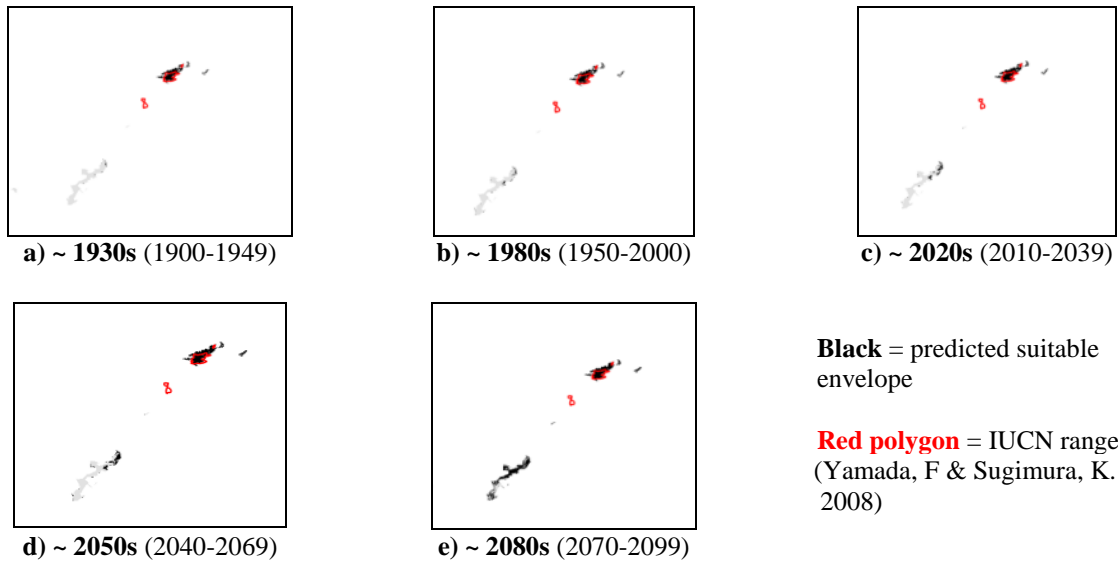 a) ~ 1930s (1900-1949)
b) ~ 1980s (1950-2000)
c) ~ 2020s (2010-2039)
Black = predicted suitable
envelope
Red polygon = IUCN range
(Yamada, F & Sugimura, K.
2008)
d) ~ 2050s (2040-2069)
e) ~ 2080s (2070-2099)